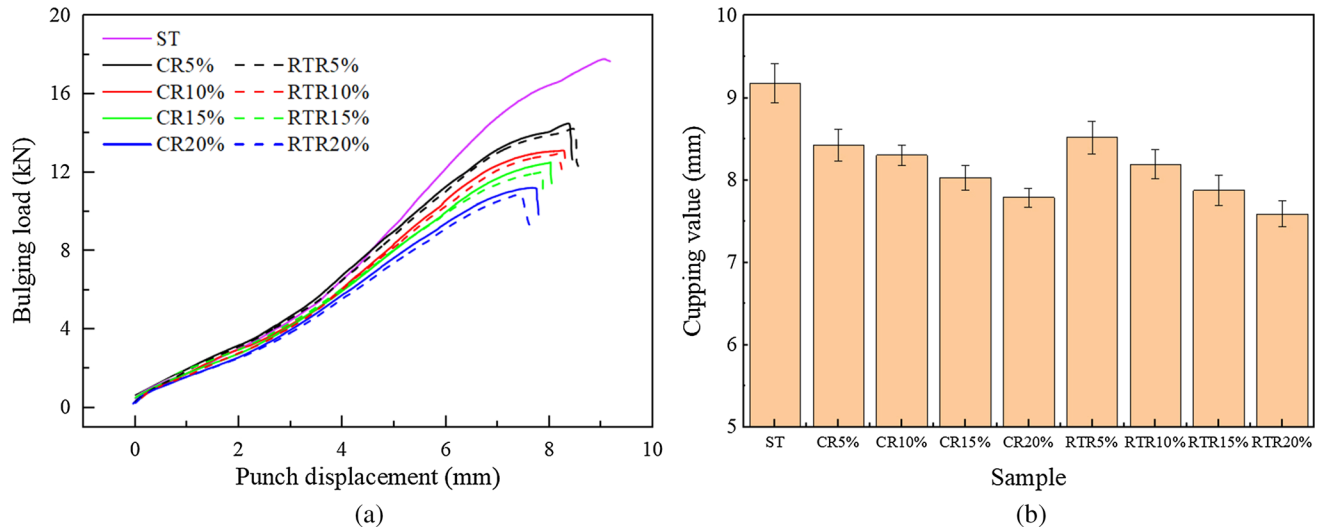 20
16
12
8
4
0
Bulging load (kN)
ST
CR5% RTR5%
CR10% RTR10%
CR15% RTR15%
CR20% RTR20%
0 2 4 6 8 10
Punch displacement (mm)
(a)
10
9
8
7
6
5
Cupping value (mm)
ST CR5% CR10% CR15% CR20% RTR5% RTR10% RTR15% RTR20%
Sample
(b)